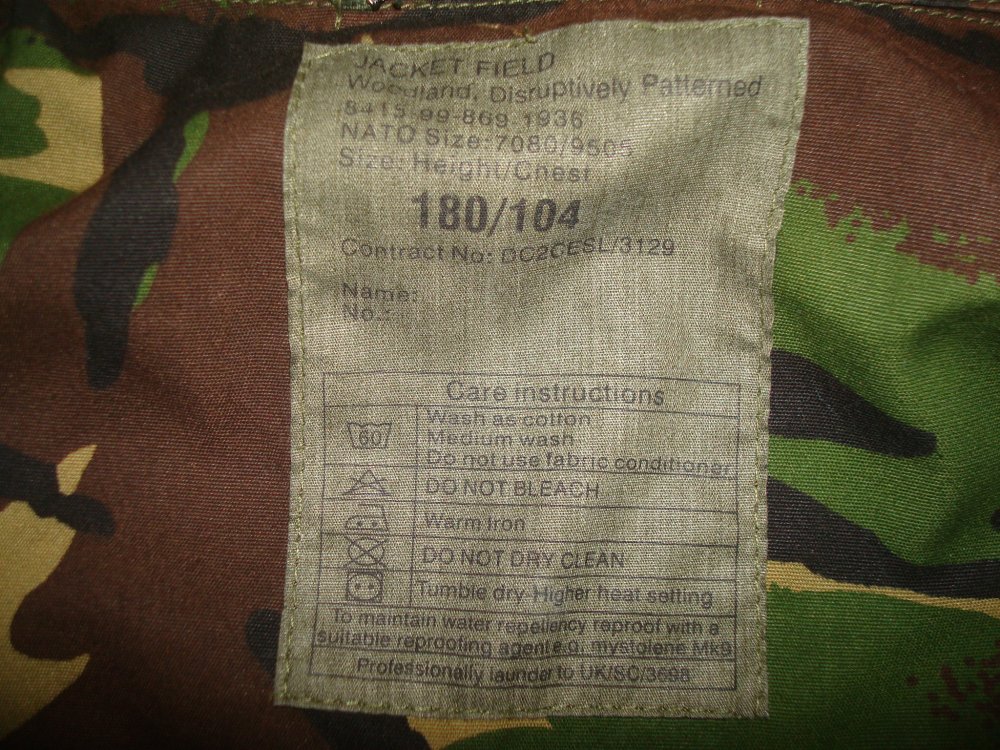 JACKET FIELD
Woodland, Disruptively Patterned
8415-99-869 1936
NATO Size: 7080/9505
Size: Height/Chest
180/104
Contract No: DC2CESL/3129
Name:
No.:
Care instructions
60
Wash as cotton
Medium wash
Do not use fabric conditioner.
DO NOT BLEACH
Warm Iron
DO NOT DRY CLEAN
Tumble dry Higher heat setting
To maintain water repellency reproof with a
suitable reproofing agent e.g. mystolene Mk9
Professionally launder to UK/SC/3698